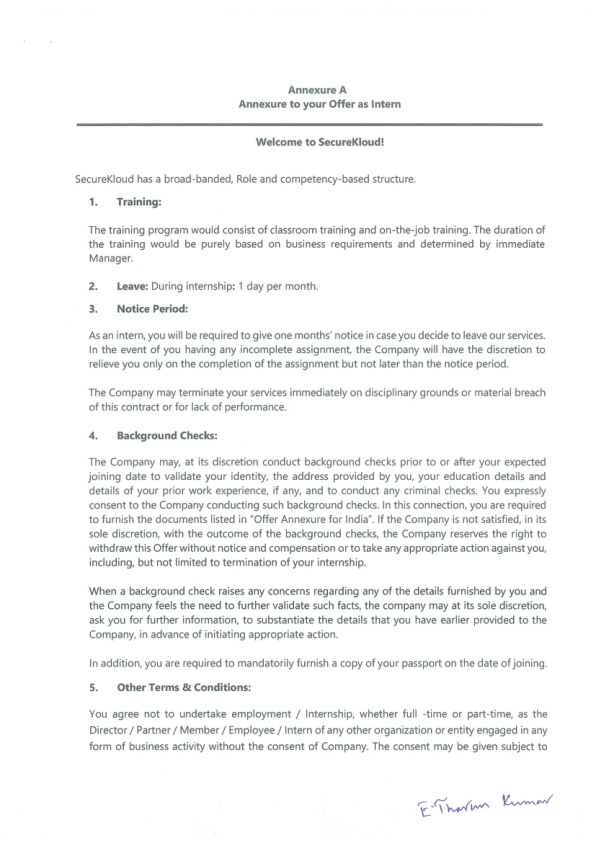 Annexure A
Annexure to your Offer as Intern
Welcome to SecureKloud!
SecureKloud has a broad-banded, Role and competency-based structure.
1. Training:
The training program would consist of classroom training and on-the-job training. The duration of
the training would be purely based on business requirements and determined by immediate
Manager.
2. Leave: During internship: 1 day per month.
3. Notice Period:
As an intern, you will be required to give one months' notice in case you decide to leave our services.
In the event of you having any incomplete assignment, the Company will have the discretion to
relieve you only on the completion of the assignment but not later than the notice period.
The Company may terminate your services immediately on disciplinary grounds or material breach
of this contract or for lack of performance.
4. Background Checks:
The Company may, at its discretion conduct background checks prior to or after your expected
joining date to validate your identity, the address provided by you, your education details and
details of your prior work experience, if any, and to conduct any criminal checks. You expressly
consent to the Company conducting such background checks. In this connection, you are required
to furnish the documents listed in "Offer Annexure for India". If the Company is not satisfied, in its
sole discretion, with the outcome of the background checks, the Company reserves the right to
withdraw this Offer without notice and compensation or to take any appropriate action against you,
including, but not limited to termination of your internship.
When a background check raises any concerns regarding any of the details furnished by you and
the Company feels the need to further validate such facts, the company may at its sole discretion,
ask you for further information, to substantiate the details that you have earlier provided to the
Company, in advance of initiating appropriate action.
In addition, you are required to mandatorily furnish a copy of your passport on the date of joining.
5. Other Terms & Conditions:
You agree not to undertake employment / Internship, whether full -time or part-time, as the
Director / Partner / Member / Employee / Intern of any other organization or entity engaged in any
form of business activity without the consent of Company. The consent may be given subject to
E-Tharun Kumar